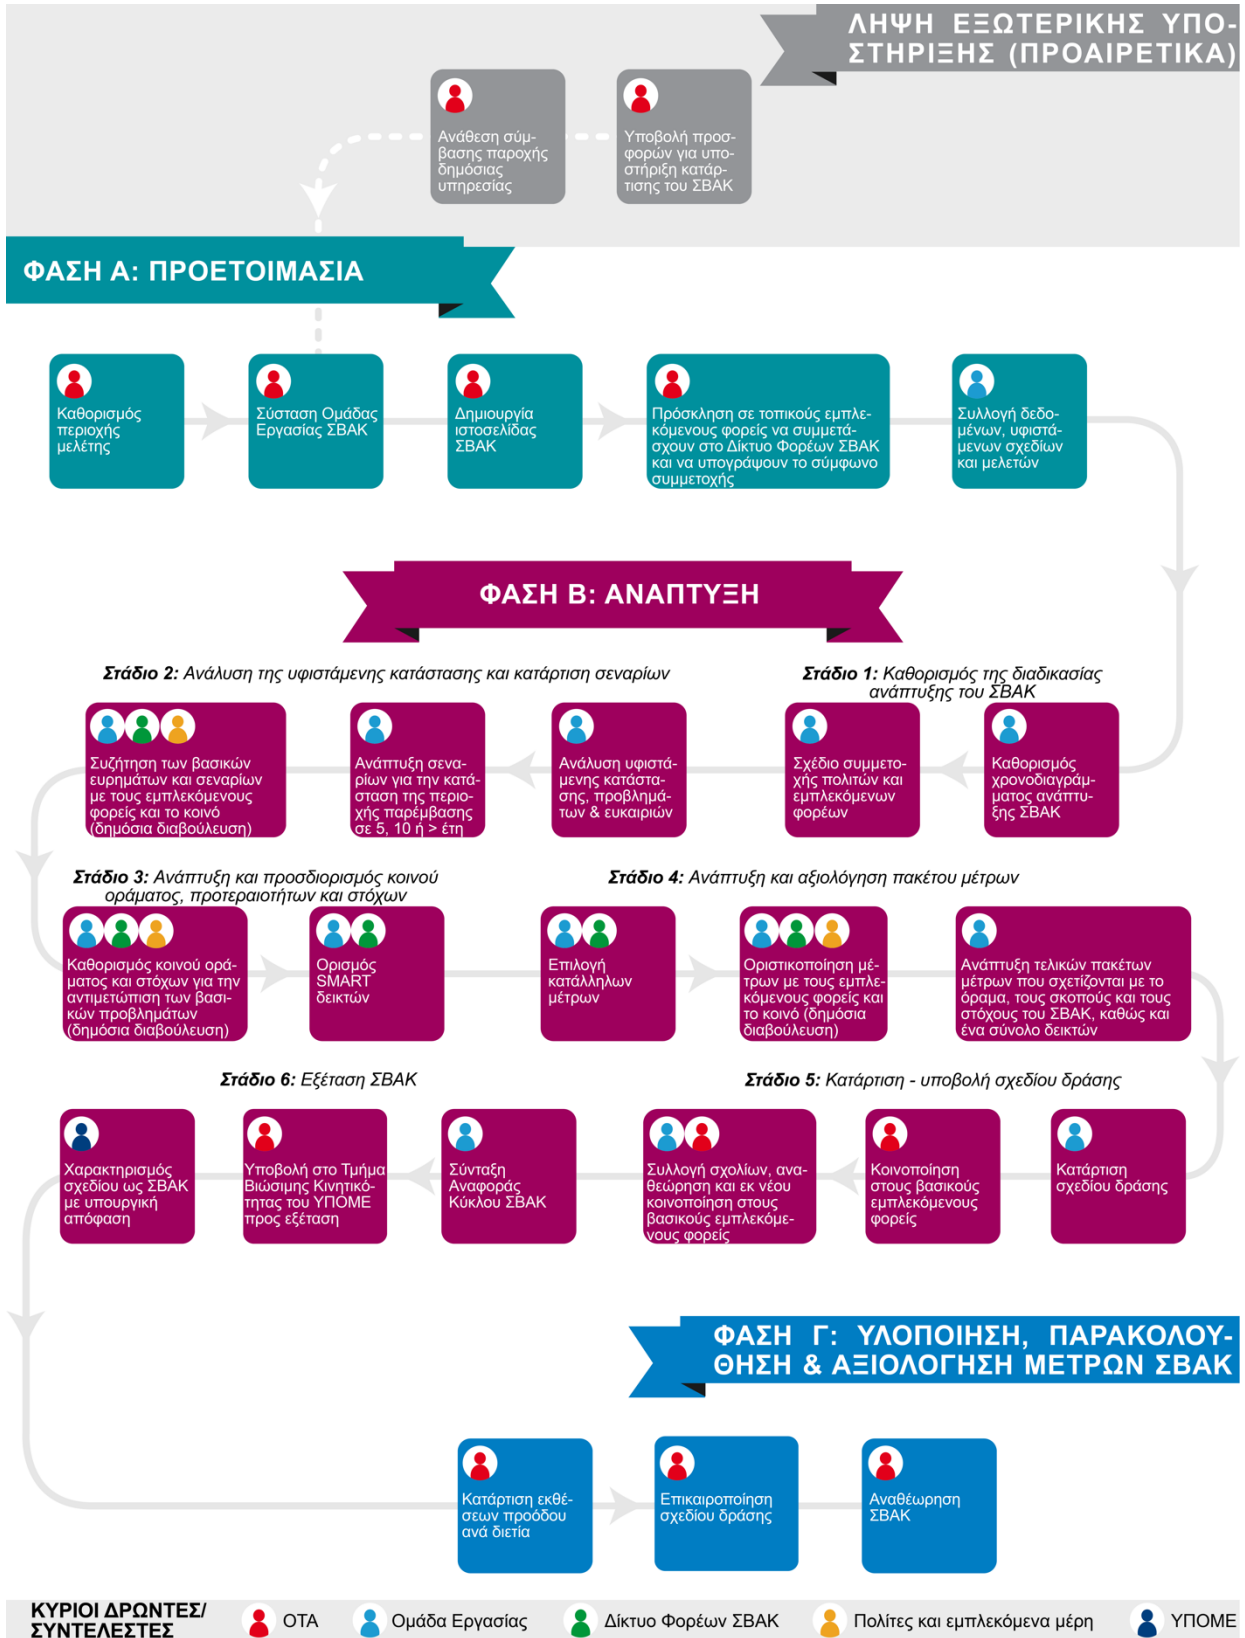 ΛΗΨΗ ΕΞΩΤΕΡΙΚΗΣ ΥΠΟ-
ΣΤΗΡΙΞΗΣ (ΠΡΟΑΙΡΕΤΙΚΑ)
Ανάθεση σύμ-
βασης παροχής
δημόσιας
υπηρεσίας
Υποβολή προσ-
φορών για υπο-
στήριξη κατάρ-
τισης του ΣΒΑΚ
ΦΑΣΗ Α: ΠΡΟΕΤΟΙΜΑΣΙΑ
Καθορισμός
περιοχής
μελέτης
Σύσταση Ομάδας
Εργασίας ΣΒΑΚ
Δημιουργία
ιστοσελίδας
ΣΒΑΚ
Πρόσκληση σε τοπικούς εμπλε-
κόμενους φορείς να συμμετά-
σχουν στο Δίκτυο Φορέων ΣΒΑΚ
και να υπογράψουν το σύμφωνο
συμμετοχής
Συλλογή δεδο-
μένων, υφιστά-
μενων σχεδίων
και μελετών
ΦΑΣΗ Β: ΑΝΑΠΤΥΞΗ
Στάδιο 2: Ανάλυση της υφιστάμενης κατάστασης και κατάρτιση σεναρίων
Στάδιο 1: Καθορισμός της διαδικασίας
ανάπτυξης του ΣΒΑΚ
Συζήτηση των βασικών
ευρημάτων και σεναρίων
με τους εμπλεκόμενους
φορείς και το κοινό
(δημόσια διαβούλευση)
Ανάπτυξη σενα-
ρίων για την κατά-
σταση της περιο-
χής παρέμβασης
σε 5, 10 ή > έτη
Ανάλυση υφιστά-
μενης κατάστα-
σης, προβλημά-
των & ευκαιριών
Σχέδιο συμμετο-
χής πολιτών και
εμπλεκόμενων
φορέων
Καθορισμός
χρονοδιαγράμ-
ματος ανάπτυ-
ξης ΣΒΑΚ
Στάδιο 3: Ανάπτυξη και προσδιορισμός κοινού
οράματος, προτεραιοτήτων και στόχων
Στάδιο 4: Ανάπτυξη και αξιολόγηση πακέτου μέτρων
Καθορισμός κοινού ορά-
ματος και στόχων για την
αντιμετώπιση των βασι-
κών προβλημάτων
(δημόσια διαβούλευση)
Ορισμός
SMART
δεικτών
Επιλογή
κατάλληλων
μέτρων
Οριστικοποίηση μέ-
τρων με τους εμπλε-
κόμενους φορείς και
το κοινό (δημόσια
διαβούλευση)
Ανάπτυξη τελικών πακέτων
μέτρων που σχετίζονται με το
όραμα, τους σκοπούς και τους
στόχους του ΣΒΑΚ, καθώς και
ένα σύνολο δεικτών
Στάδιο 6: Εξέταση ΣΒΑΚ
Στάδιο 5: Κατάρτιση - υποβολή σχεδίου δράσης
Χαρακτηρισμός
σχεδίου ως ΣΒΑΚ
με υπουργική
απόφαση
Υποβολή στο Τμήμα
Βιώσιμης Κινητικό-
τητας του ΥΠΟΜΕ
προς εξέταση
Σύνταξη
Αναφοράς
Κύκλου ΣΒΑΚ
Συλλογή σχολίων, ανα-
θεώρηση και εκ νέου
κοινοποίηση στους
βασικούς εμπλεκόμε-
νους φορείς
Κοινοποίηση
στους βασικούς
εμπλεκόμενους
φορείς
Κατάρτιση
σχεδίου δράσης
ΦΑΣΗ Γ: ΥΛΟΠΟΙΗΣΗ, ΠΑΡΑΚΟΛΟΥ-
ΘΗΣΗ & ΑΞΙΟΛΟΓΗΣΗ ΜΕΤΡΩΝ ΣΒΑΚ
Κατάρτιση εκθέ-
σεων προόδου
ανά διετία
Επικαιροποίηση
σχεδίου δράσης
Αναθέωρηση
ΣΒΑΚ
ΚΥΡΙΟΙ ΔΡΩΝΤΕΣ/
ΣΥΝΤΕΛΕΣΤΕΣ
ΟΤΑ
Ομάδα Εργασίας
Δίκτυο Φορέων ΣΒΑΚ
Πολίτες και εμπλεκόμενα μέρη
ΥΠΟΜΕ